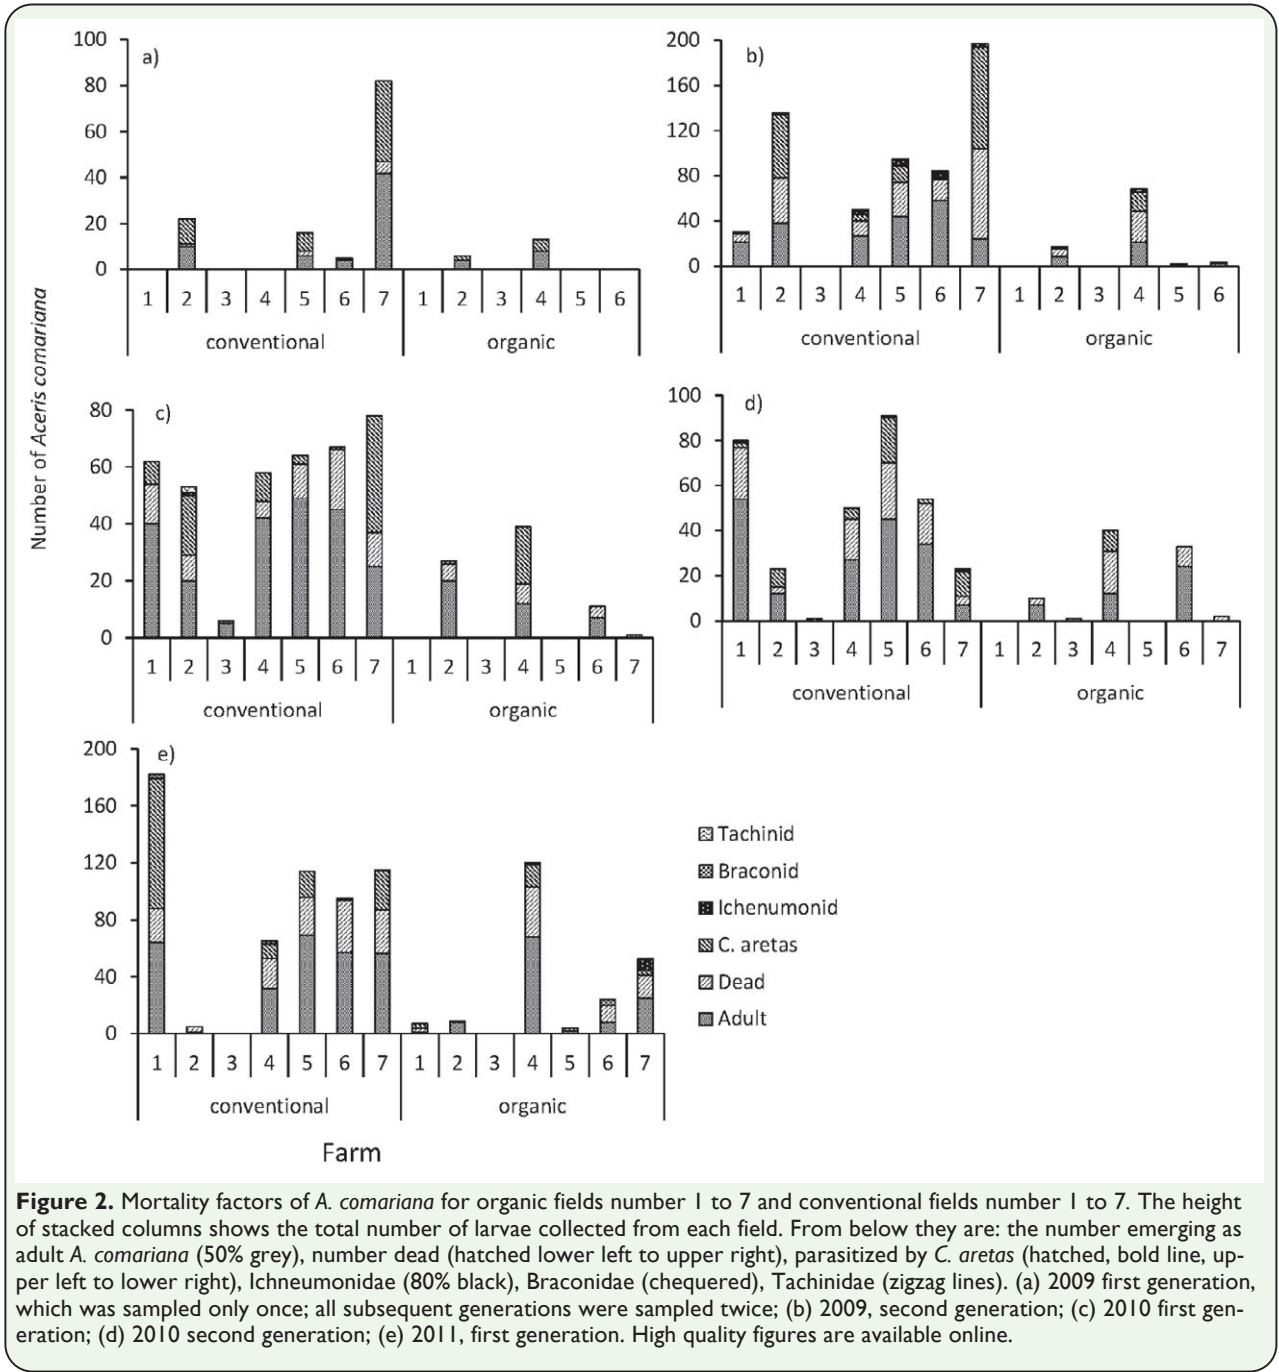 Number of Aceris comariana
a)
100
80
60
40
20
0
1 2 3 4 5 6 7 1 2 3 4 5 6
conventional organic
b)
200
160
120
80
40
0
1 2 3 4 5 6 7 1 2 3 4 5 6
conventional organic
c)
80
60
40
20
0
1 2 3 4 5 6 7 1 2 3 4 5 6 7
conventional organic
d)
100
80
60
40
20
0
1 2 3 4 5 6 7 1 2 3 4 5 6 7
conventional organic
e)
200
160
120
80
40
0
1 2 3 4 5 6 7 1 2 3 4 5 6 7
conventional organic
Farm
Tachinid
Braconid
Ichenumonid
C. aretas
Dead
Adult
Figure 2. Mortality factors of A. comariana for organic fields number 1 to 7 and conventional fields number 1 to 7. The height
of stacked columns shows the total number of larvae collected from each field. From below they are: the number emerging as
adult A. comariana (50% grey), number dead (hatched lower left to upper right), parasitized by C. aretas (hatched, bold line, up-
per left to lower right), Ichneumonidae (80% black), Braconidae (chequered), Tachinidae (zigzag lines). (a) 2009 first generation,
which was sampled only once; all subsequent generations were sampled twice; (b) 2009, second generation; (c) 2010 first gen-
eration; (d) 2010 second generation; (e) 2011, first generation. High quality figures are available online.